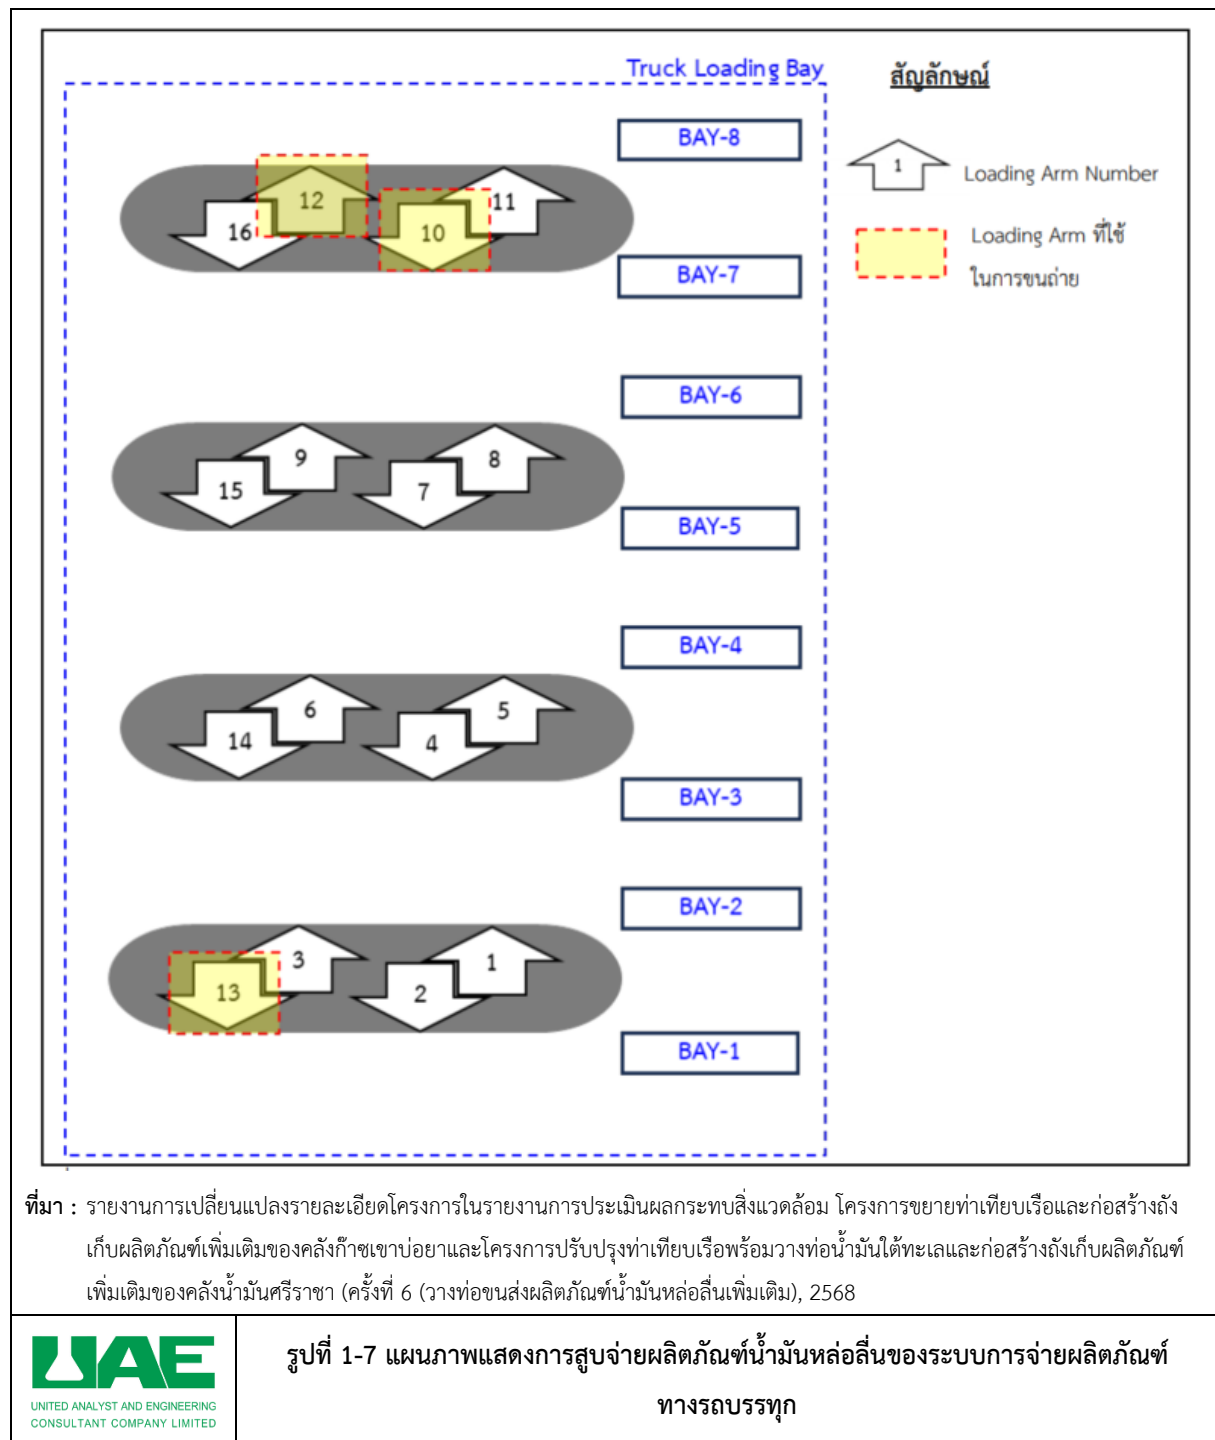 Truck Loading Bay
สัญลักษณ์
BAY-8
1
Loading Arm Number
12
11
16
10
Loading Arm ที่ใช้
ในการขนถ่าย
BAY-7
BAY-6
9
8
15
7
BAY-5
BAY-4
6
5
14
4
BAY-3
BAY-2
3
1
13
2
BAY-1
ที่มา : รายงานการเปลี่ยนแปลงรายละเอียดโครงการในรายงานการประเมินผลกระทบสิ่งแวดล้อม โครงการขยายท่าเทียบเรือและก่อสร้างถัง
เก็บผลิตภัณฑ์เพิ่มเติมของคลังก๊าซเขาบ่อยาและโครงการปรับปรุงท่าเทียบเรือพร้อมวางท่อน้ำมันใต้ทะเลและก่อสร้างถังเก็บผลิตภัณฑ์
เพิ่มเติมของคลังน้ำมันศรีราชา (ครั้งที่ 6 (วางท่อขนส่งผลิตภัณฑ์น้ำมันหล่อลื่นเพิ่มเติม), 2568
UAE
UNITED ANALYST AND ENGINEERING
CONSULTANT COMPANY LIMITED
รูปที่ 1-7 แผนภาพแสดงการสูบจ่ายผลิตภัณฑ์น้ำมันหล่อลื่นของระบบการจ่ายผลิตภัณฑ์
ทางรถบรรทุก